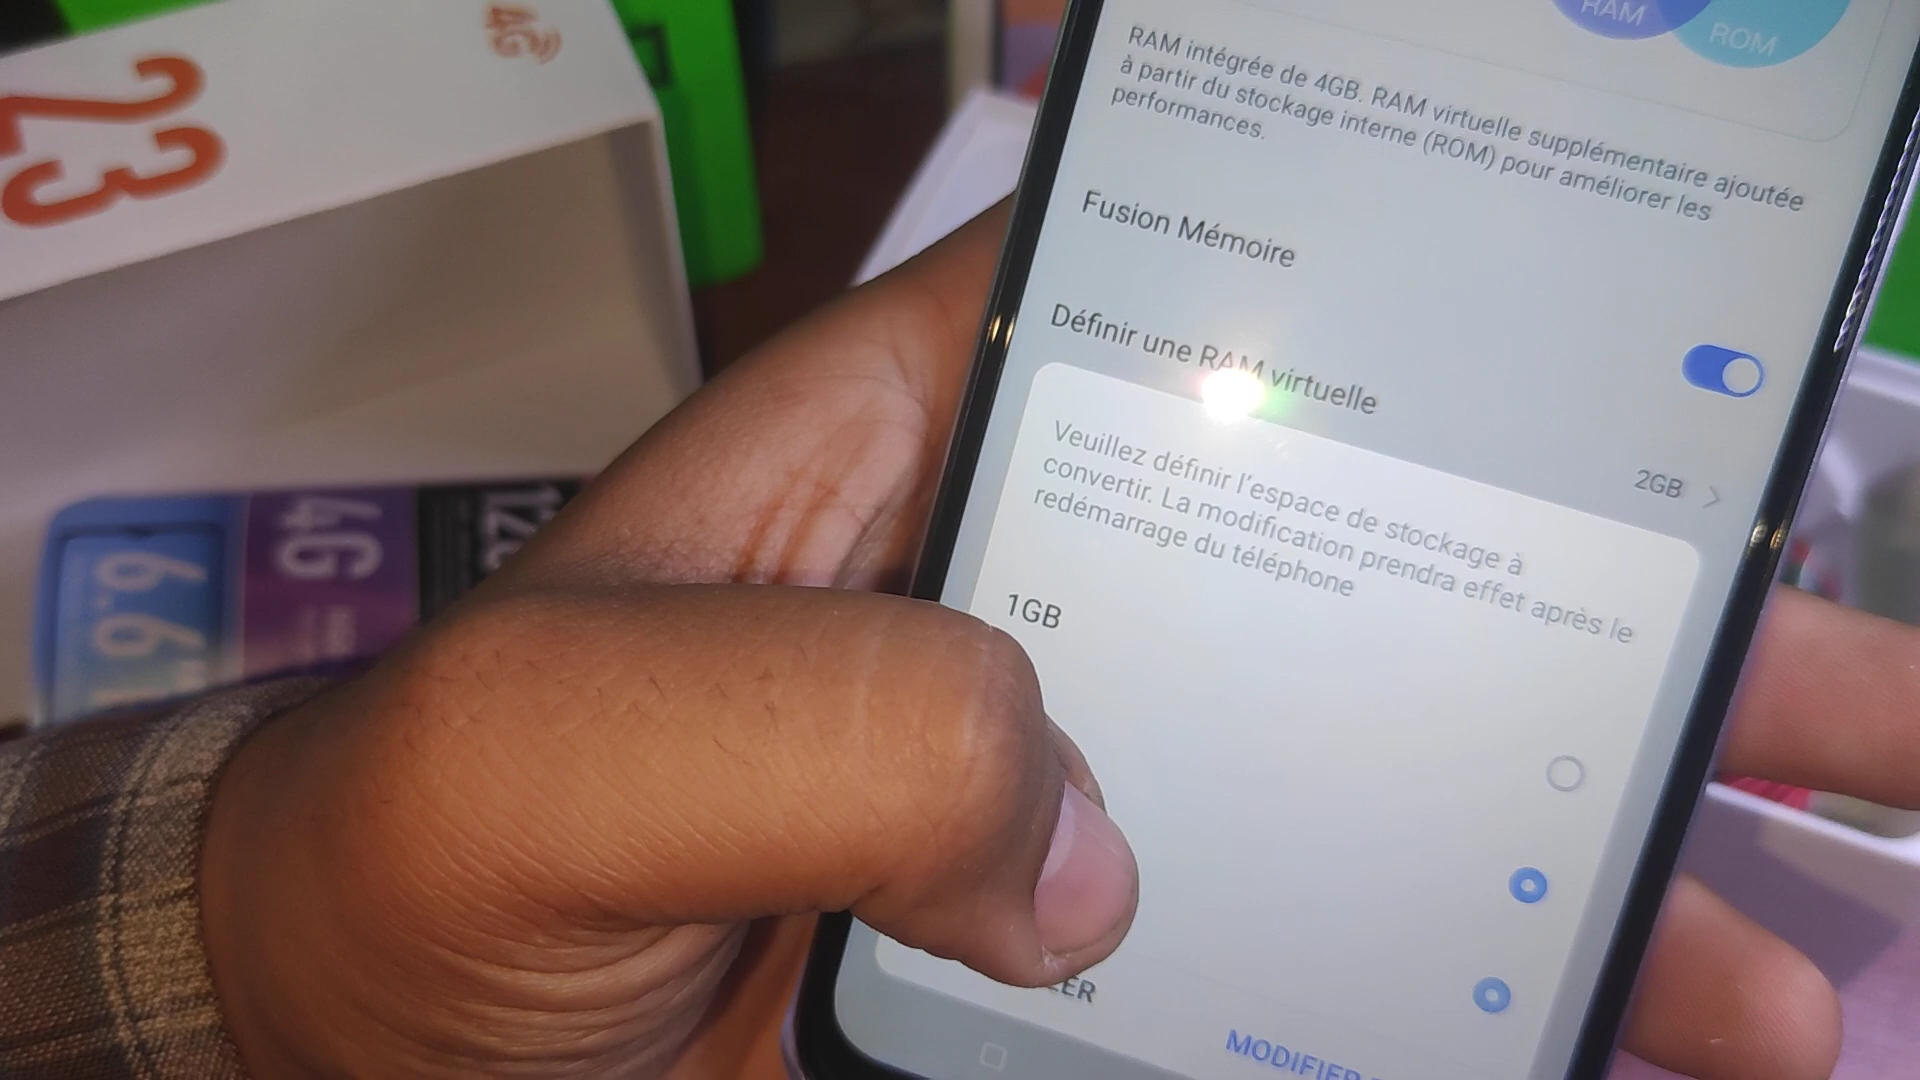 4G
23
4G
6.6"
RAM
ROM
RAM intégrée de 4GB. RAM virtuelle supplémentaire ajoutée
à partir du stockage interne (ROM) pour améliorer les
performances.
Fusion Mémoire
Définir une RAM virtuelle
2GB
Veuillez définir l'espace de stockage à
convertir. La modification prendra effet après le
redémarrage du téléphone
1GB
LER
MODIFIER